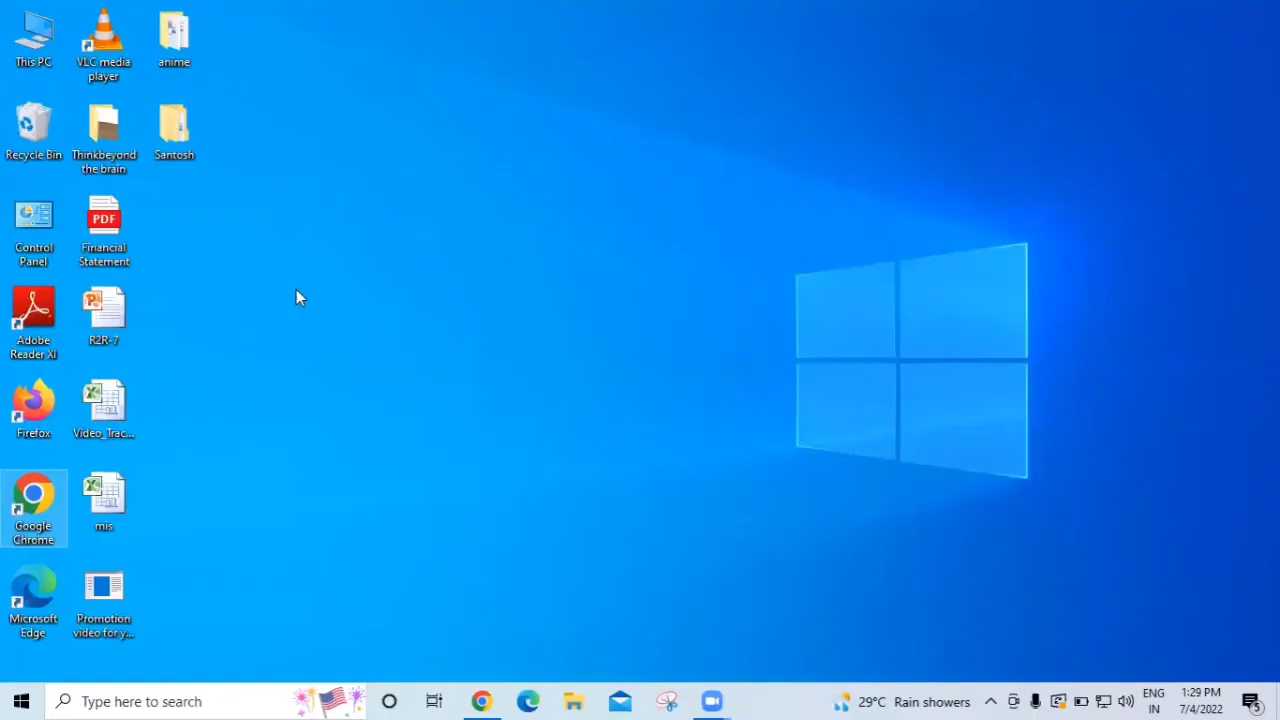 This PC
VLC media
player
anime
Recycle Bin
Thinkbeyond
the brain
Santosh
Control
Panel
PDF
Financial
Statement
Adobe
Reader XI
R2R-7
Firefox
Video_Trac...
Google
Chrome
mis
Microsoft
Edge
Promotion
video for y...
Type here to search
29°C Rain showers
ENG
IN
1:29 PM
7/4/2022
5